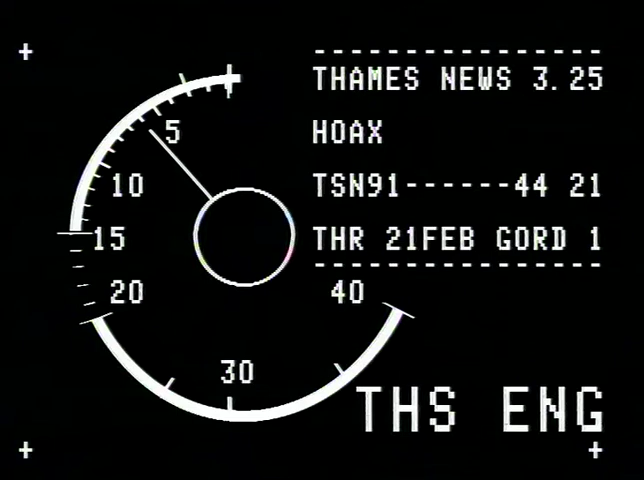 THAMES NEWS 3.25
HOAX
TSN91------44 21
THR 21FEB GORD 1
5
10
15
20
30
40
THS ENG